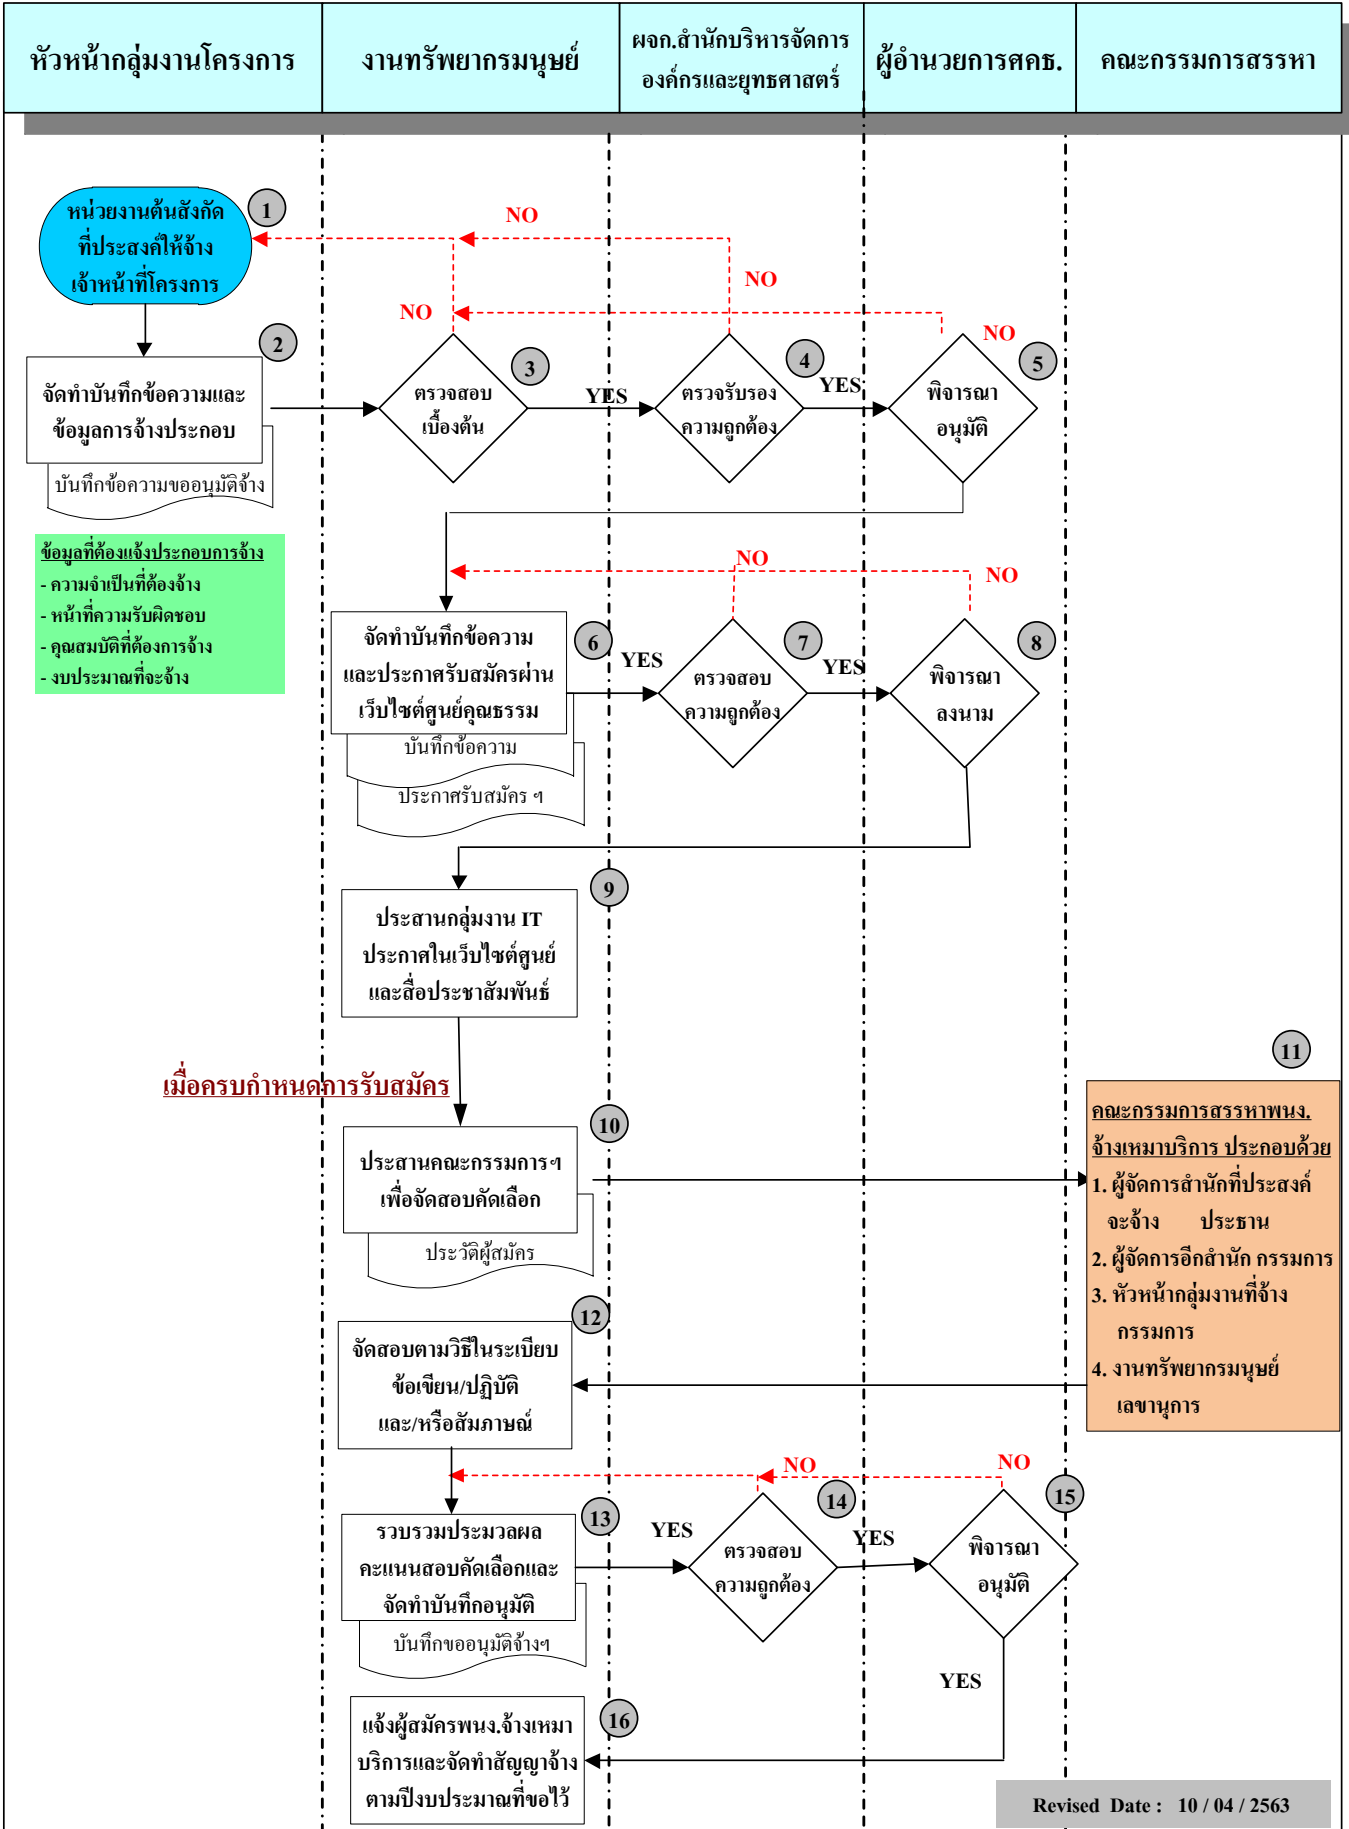 หัวหน้ากลุ่มงานโครงการ
งานทรัพยากรมนุษย์
ผจก.สำนักบริหารจัดการ
องค์กรและยุทธศาสตร์
ผู้อำนวยการศคธ.
คณะกรรมการสรรหา
หน่วยงานต้นสังกัด
ที่ประสงค์ให้จ้าง
เจ้าหน้าที่โครงการ
1
NO
NO
NO
NO
2
จัดทำบันทึกข้อความและ
ข้อมูลการจ้างประกอบ
บันทึกข้อความขออนุมัติจ้าง
3
ตรวจสอบ
เบื้องต้น
YES
4
ตรวจรับรอง
ความถูกต้อง
YES
5
พิจารณา
อนุมัติ
ข้อมูลที่ต้องแจ้งประกอบการจ้าง
- ความจำเป็นที่ต้องจ้าง
- หน้าที่ความรับผิดชอบ
- คุณสมบัติที่ต้องการจ้าง
- งบประมาณที่จะจ้าง
NO
NO
6
จัดทำบันทึกข้อความ
และประกาศรับสมัครผ่าน
เว็บไซต์ศูนย์คุณธรรม
บันทึกข้อความ
ประกาศรับสมัคร ฯ
YES
7
ตรวจสอบ
ความถูกต้อง
YES
8
พิจารณา
ลงนาม
9
ประสานกลุ่มงาน IT
ประกาศในเว็บไซต์ศูนย์
และสื่อประชาสัมพันธ์
เมื่อครบกำหนดการรับสมัคร
10
ประสานคณะกรรมการฯ
เพื่อจัดสอบคัดเลือก
ประวัติผู้สมัคร
11
คณะกรรมการสรรหาพนง.
จ้างเหมาบริการ ประกอบด้วย
1. ผู้จัดการสำนักที่ประสงค์
จะจ้าง ประธาน
2. ผู้จัดการอีกสำนัก กรรมการ
3. หัวหน้ากลุ่มงานที่จ้าง
กรรมการ
4. งานทรัพยากรมนุษย์
เลขานุการ
12
จัดสอบตามวิธีในระเบียบ
ข้อเขียน/ปฏิบัติ
และ/หรือสัมภาษณ์
NO
NO
13
รวบรวมประมวลผล
คะแนนสอบคัดเลือกและ
จัดทำบันทึกอนุมัติ
บันทึกขออนุมัติจ้างฯ
YES
14
ตรวจสอบ
ความถูกต้อง
YES
15
พิจารณา
อนุมัติ
YES
16
แจ้งผู้สมัครพนง.จ้างเหมา
บริการและจัดทำสัญญาจ้าง
ตามปีงบประมาณที่ขอไว้
Revised Date : 10 / 04 / 2563